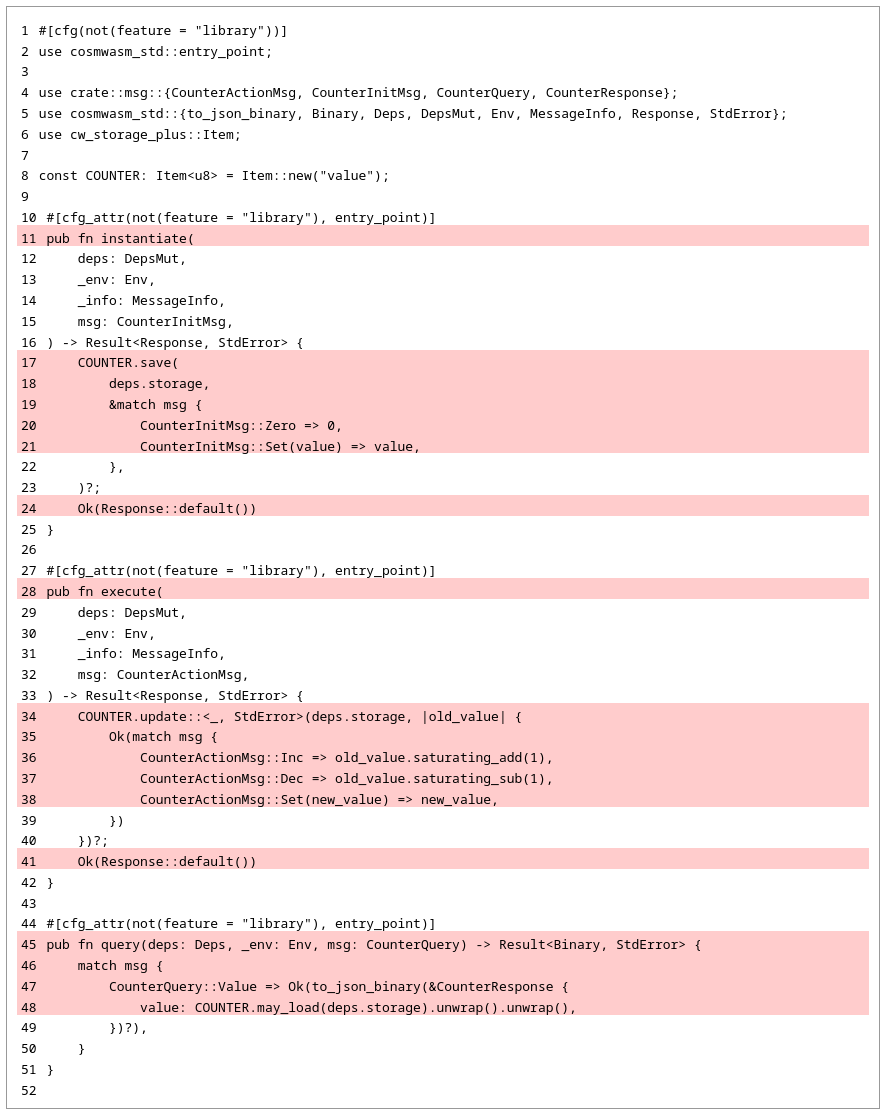 1 #[cfg(not(feature = "library"))]
2 use cosmwasm_std::entry_point;
3
4 use crate::msg::{CounterActionMsg, CounterInitMsg, CounterQuery, CounterResponse};
5 use cosmwasm_std::{to_json_binary, Binary, Deps, DepsMut, Env, MessageInfo, Response, StdError};
6 use cw_storage_plus::Item;
7
8 const COUNTER: Item<u8> = Item::new("value");
9
10 #[cfg_attr(not(feature = "library"), entry_point)]
11 pub fn instantiate(
12     deps: DepsMut,
13     _env: Env,
14     _info: MessageInfo,
15     msg: CounterInitMsg,
16 ) -> Result<Response, StdError> {
17     COUNTER.save(
18         deps.storage,
19         &match msg {
20             CounterInitMsg::Zero => 0,
21             CounterInitMsg::Set(value) => value,
22         },
23     )?;
24     Ok(Response::default())
25 }
26
27 #[cfg_attr(not(feature = "library"), entry_point)]
28 pub fn execute(
29     deps: DepsMut,
30     _env: Env,
31     _info: MessageInfo,
32     msg: CounterActionMsg,
33 ) -> Result<Response, StdError> {
34     COUNTER.update::<_, StdError>(deps.storage, |old_value| {
35         Ok(match msg {
36             CounterActionMsg::Inc => old_value.saturating_add(1),
37             CounterActionMsg::Dec => old_value.saturating_sub(1),
38             CounterActionMsg::Set(new_value) => new_value,
39         })
40     })?;
41     Ok(Response::default())
42 }
43
44 #[cfg_attr(not(feature = "library"), entry_point)]
45 pub fn query(deps: Deps, _env: Env, msg: CounterQuery) -> Result<Binary, StdError> {
46     match msg {
47         CounterQuery::Value => Ok(to_json_binary(&CounterResponse {
48             value: COUNTER.may_load(deps.storage).unwrap().unwrap(),
49         })?),
50     }
51 }
52